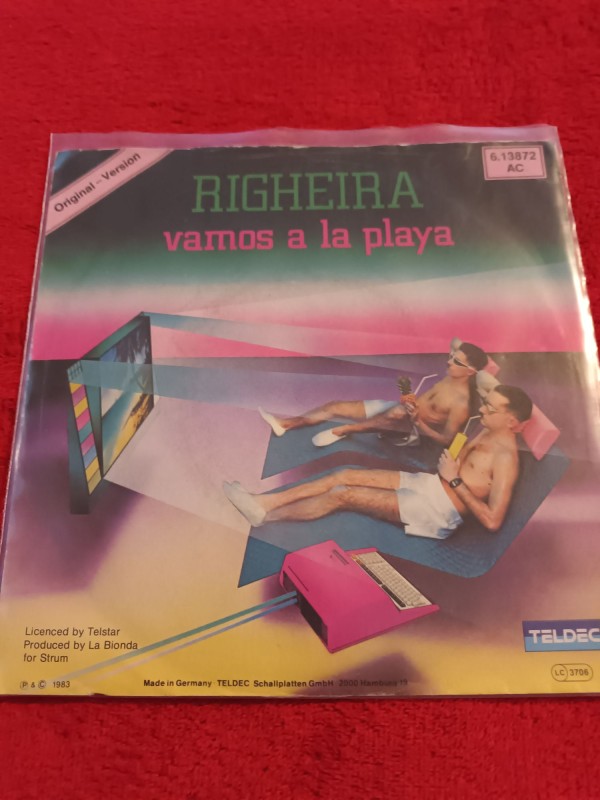 Original - Version
6.13872
AC
RIGHEIRA
vamos a la playa
Licenced by Telstar
Produced by La Bionda
for Strum
TELDEC
LC 3706
℗ & © 1983
Made in Germany · TELDEC Schallplatten GmbH · 2000 Hamburg 19